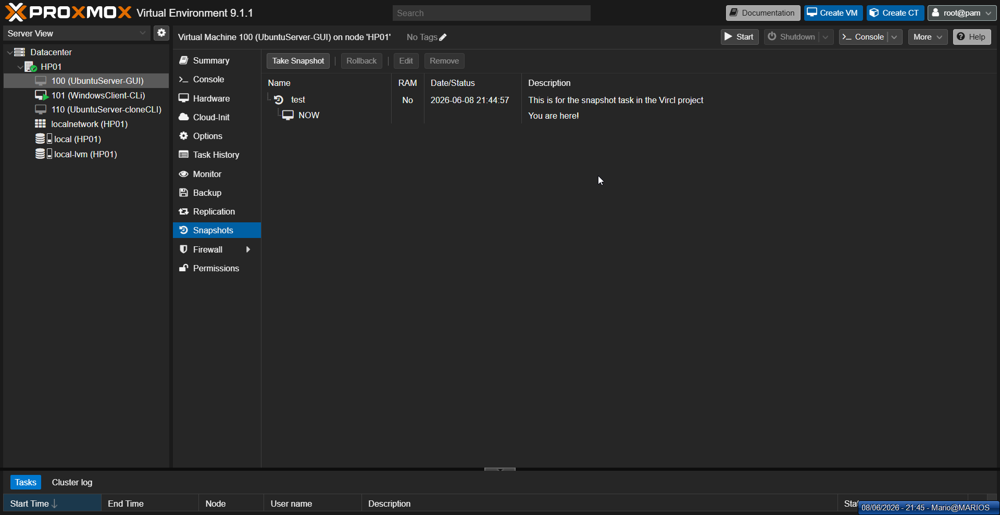 PROXMOX Virtual Environment 9.1.1
Search
Documentation
Create VM
Create CT
root@pam
Server View
Virtual Machine 100 (UbuntuServer-GUI) on node 'HP01'
No Tags
Start
Shutdown
Console
More
Help
Datacenter
HP01
100 (UbuntuServer-GUI)
101 (WindowsClient-CLi)
110 (UbuntuServer-cloneCLI)
localnetwork (HP01)
local (HP01)
local-lvm (HP01)
Summary
Console
Hardware
Cloud-Init
Options
Task History
Monitor
Backup
Replication
Snapshots
Firewall
Permissions
Take Snapshot
Rollback
Edit
Remove
Name RAM Date/Status Description
test No 2026-06-08 21:44:57 This is for the snapshot task in the Vircl project
NOW You are here!
Tasks
Cluster log
Start Time End Time Node User name Description
08/06/2026 - 21:45 - Mario@MARIOS